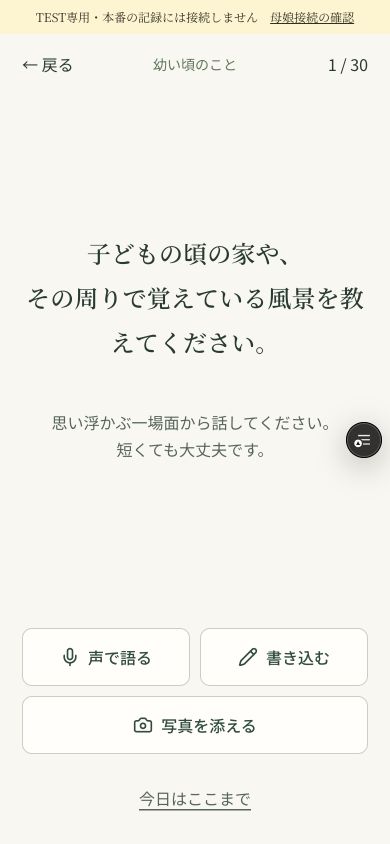 TEST専用・本番の記録には接続しません 母娘接続の確認
← 戻る 幼い頃のこと 1 / 30
子どもの頃の家や、
その周りで覚えている風景を教
えてください。
思い浮かぶ一場面から話してください。
短くても大丈夫です。
声で語る 書き込む
写真を添える
今日はここまで